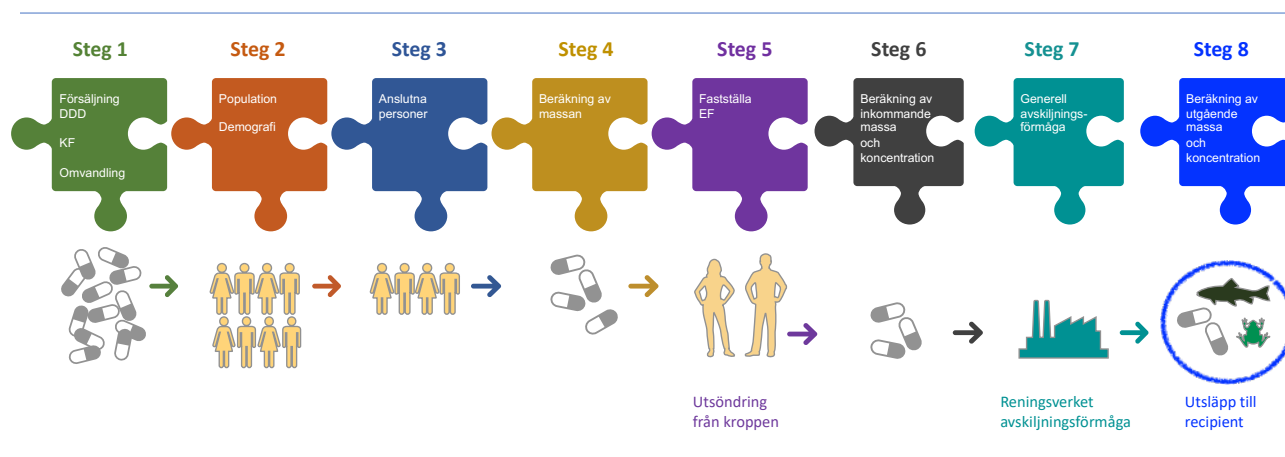 Steg 1
Steg 2
Steg 3
Steg 4
Steg 5
Steg 6
Steg 7
Steg 8
Försäljning
DDD
KF
Omvandling
Population
Demografi
Anslutna
personer
Beräkning av
massan
Fastställa
EF
Beräkning av
inkommande
massa
och
koncentration
Generell
avskiljnings-
förmåga
Beräkning av
utgående
massa
och
koncentration
Utsöndring
från kroppen
Reningsverket
avskiljningsförmåga
Utsläpp till
recipient